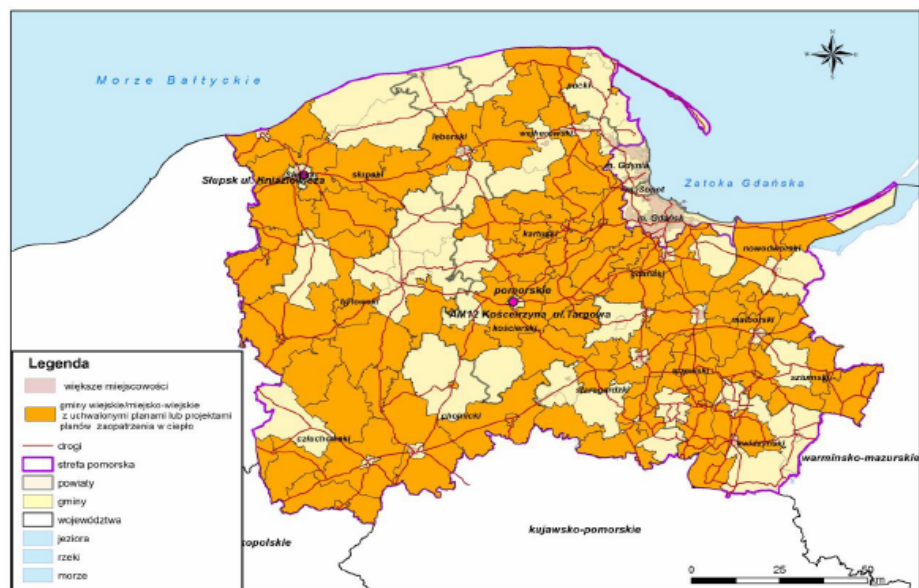 Morze Bałtyckie
Zatoka Gdańska
pucki
wejherowski
lęborski
m. Gdynia
m. Sopot
m. Gdańsk
Słupsk ul. Kniaziewicza
słupski
kartuski
nowodworski
gdański
pomorskie
bytowski
AM12 Kościerzyna ul.Targowa
kościerski
malborski
sztumski
starogardzki
tczewski
chojnicki
człuchowski
kwidzyński
warmińsko-mazurskie
kujawsko-pomorskie
kopolskie
Legenda
większe miejscowości
gminy wiejskie/miejsko-wiejskie
z uchwalonymi planami lub projektami
planów zaopatrzenia w ciepło
drogi
strefa pomorska
powiaty
gminy
województwa
jeziora
rzeki
morze
0 25 50
km